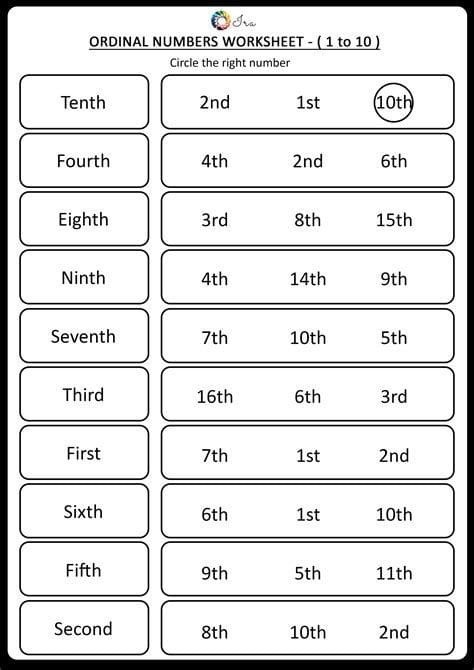 Ira
ORDINAL NUMBERS WORKSHEET - ( 1 to 10 )
Circle the right number
Tenth 2nd 1st 10th
Fourth 4th 2nd 6th
Eighth 3rd 8th 15th
Ninth 4th 14th 9th
Seventh 7th 10th 5th
Third 16th 6th 3rd
First 7th 1st 2nd
Sixth 6th 1st 10th
Fifth 9th 5th 11th
Second 8th 10th 2nd